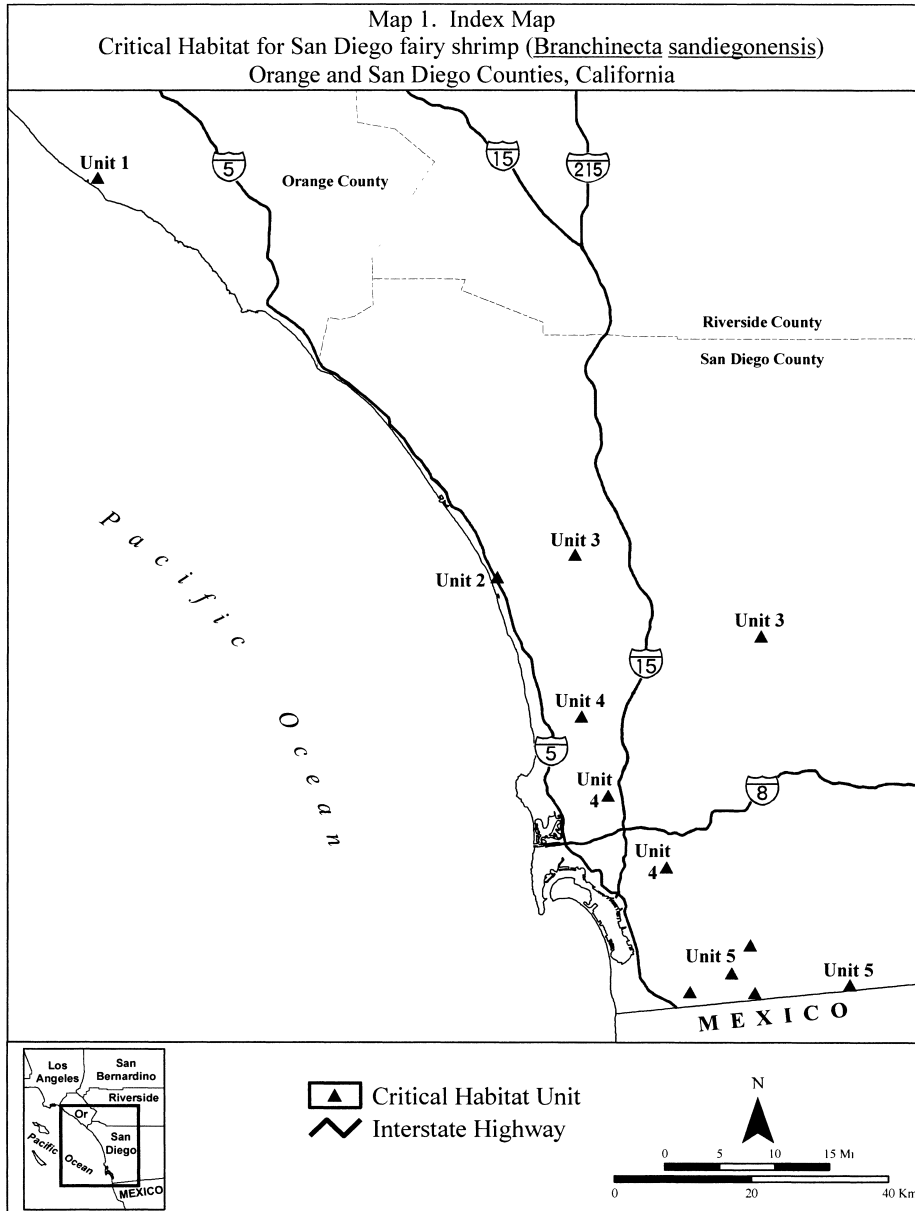 Map 1. Index Map
Critical Habitat for San Diego fairy shrimp (Branchinecta sandiegonensis)
Orange and San Diego Counties, California
Unit 1
5
15
215
Orange County
Riverside County
San Diego County
Pacific Ocean
Unit 3
Unit 2
Unit 3
15
Unit 4
5
Unit
4
8
Unit
4
Unit 5
Unit 5
MEXICO
Los
Angeles
San
Bernardino
Riverside
Or
San
Diego
Pacific Ocean
MEXICO
Critical Habitat Unit
Interstate Highway
N
0 5 10 15 Mi
0 20 40 Km